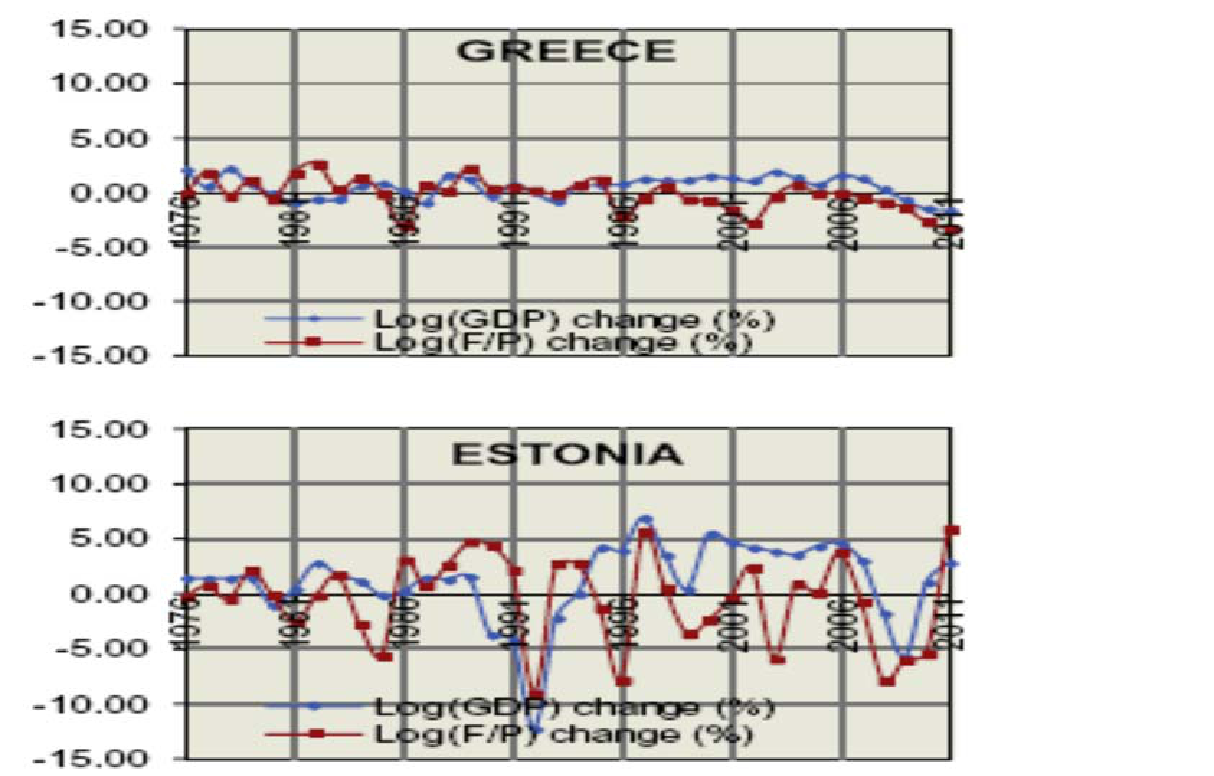 15.00
GREECE
10.00
5.00
0.00
1976 1981 1986 1991 1996 2001 2006 2011
-5.00
-10.00
Log(GDP) change (%)
Log(F/P) change (%)
-15.00
15.00
ESTONIA
10.00
5.00
0.00
1976 1981 1986 1991 1996 2001 2006 2011
-5.00
-10.00
Log(GDP) change (%)
Log(F/P) change (%)
-15.00